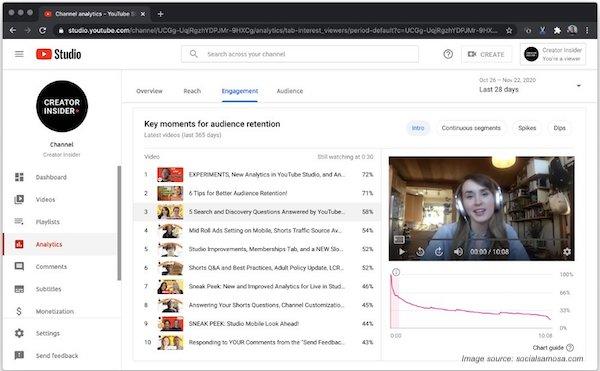 Channel analytics – YouTube S
studio.youtube.com/channel/UCGg-UqjRgzhYDPJMr-9HXCg/analytics/tab-interest_viewers/period-default?c=UCGg-UqjRgzhYDPJMr-9HX...
Studio
Search across your channel
CREATE
Creator Insider
You're a viewer
CREATOR
INSIDER
Channel
Creator Insider
Dashboard
Videos
Playlists
Analytics
Comments
Subtitles
Monetization
Settings
Send feedback
Overview
Reach
Engagement
Audience
Oct 26 – Nov 22, 2020
Last 28 days
Key moments for audience retention
Latest videos (last 365 days)
Intro
Continuous segments
Spikes
Dips
Video
Still watching at 0:30
1 EXPERIMENTS, New Analytics in YouTube Studio, and An... 72%
2 6 Tips for Better Audience Retention! 71%
3 5 Search and Discovery Questions Answered by YouTube... 58%
4 Mid Roll Ads Setting on Mobile, Shorts Traffic Source Av... 54%
5 Studio Improvements, Memberships Tab, and a NEW Slo... 52%
6 Shorts Q&A and Best Practices, Adult Policy Update, LCR... 52%
7 Sneak Peek: New and Improved Analytics for Live in Stud... 46%
8 Answering Your Shorts Questions, Channel Customizatio... 45%
9 SNEAK PEEK: Studio Mobile Look Ahead! 44%
10 Responding to YOUR Comments from the "Send Feedbac... 43%
00:00 / 10:08
100%
66%
33%
0%
0:00
10:08
Chart guide
Image source: socialsamosa.com